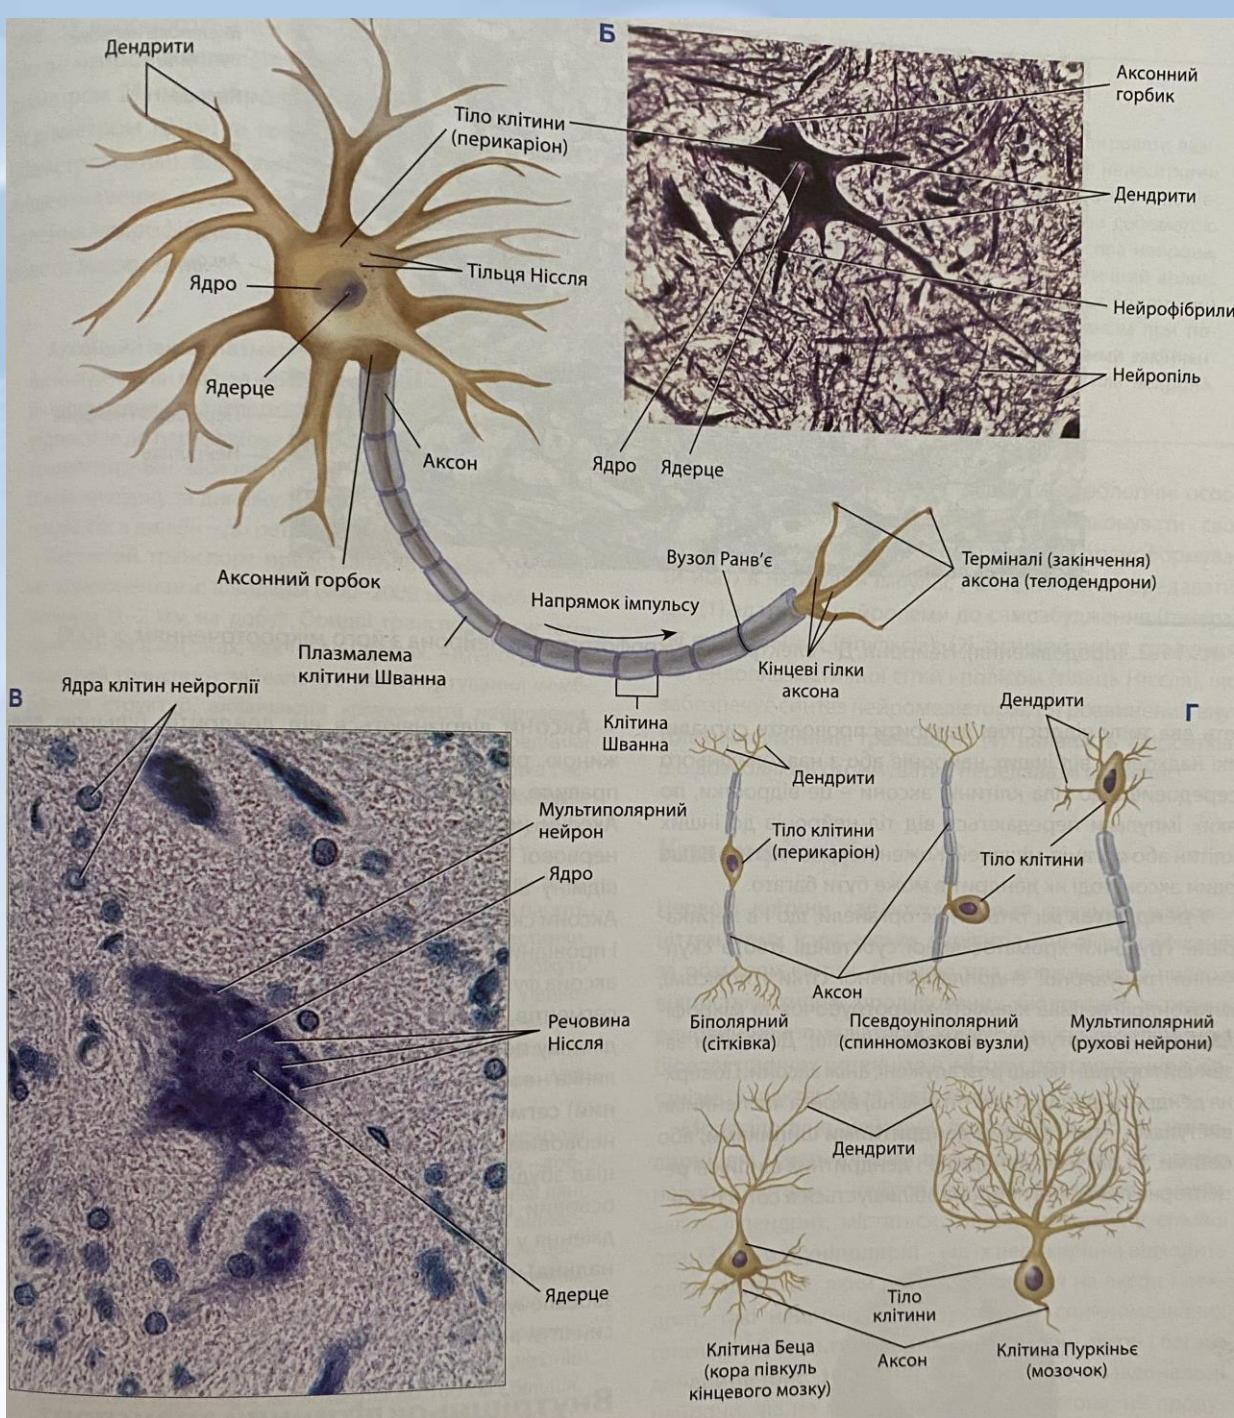 Дендрити
Тіло клітини
(перикаріон)
Тільця Ніссля
Ядро
Ядерце
Аксон
Аксонний горбок
Плазмалема
клітини Шванна
Напрямок імпульсу
Клітина
Шванна
Вузол Ранв'є
Кінцеві гілки
аксона
Терміналі (закінчення)
аксона (телодендрони)
Б
Аксонний
горбик
Дендрити
Нейрофібрили
Нейропіль
Ядро
Ядерце
В
Ядра клітин нейроглії
Мультиполярний
нейрон
Ядро
Речовина
Ніссля
Ядерце
Г
Дендрити
Дендрити
Тіло клітини
(перикаріон)
Тіло клітини
Аксон
Біполярний
(сітківка)
Псевдоуніполярний
(спинномозкові вузли)
Мультиполярний
(рухові нейрони)
Дендрити
Тіло
клітини
Аксон
Клітина Беца
(кора півкуль
кінцевого мозку)
Клітина Пуркіньє
(мозочок)